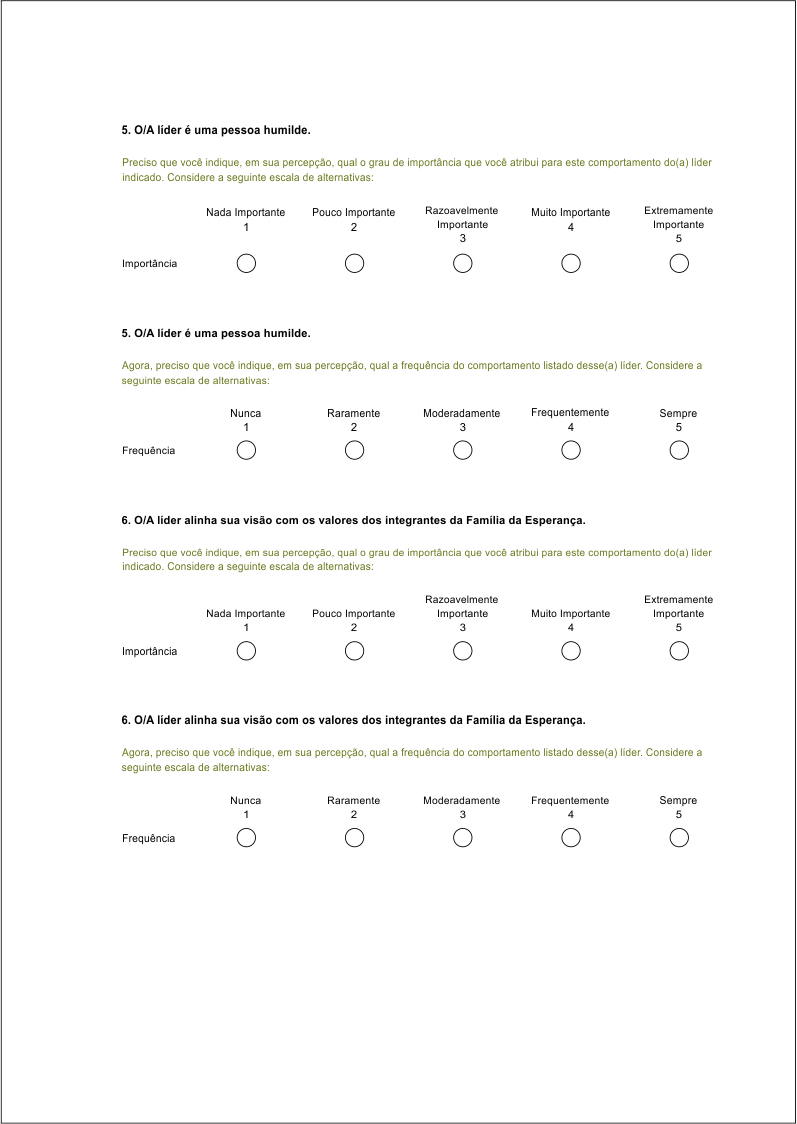 5. O/A líder é uma pessoa humilde.
Preciso que você indique, em sua percepção, qual o grau de importância que você atribui para este comportamento do(a) líder
indicado. Considere a seguinte escala de alternativas:
Nada Importante Pouco Importante Razoavelmente Importante Muito Importante Extremamente Importante
1 2 3 4 5
Importância
5. O/A líder é uma pessoa humilde.
Agora, preciso que você indique, em sua percepção, qual a frequência do comportamento listado desse(a) líder. Considere a
seguinte escala de alternativas:
Nunca Raramente Moderadamente Frequentemente Sempre
1 2 3 4 5
Frequência
6. O/A líder alinha sua visão com os valores dos integrantes da Família da Esperança.
Preciso que você indique, em sua percepção, qual o grau de importância que você atribui para este comportamento do(a) líder
indicado. Considere a seguinte escala de alternativas:
Nada Importante Pouco Importante Razoavelmente Importante Muito Importante Extremamente Importante
1 2 3 4 5
Importância
6. O/A líder alinha sua visão com os valores dos integrantes da Família da Esperança.
Agora, preciso que você indique, em sua percepção, qual a frequência do comportamento listado desse(a) líder. Considere a
seguinte escala de alternativas:
Nunca Raramente Moderadamente Frequentemente Sempre
1 2 3 4 5
Frequência